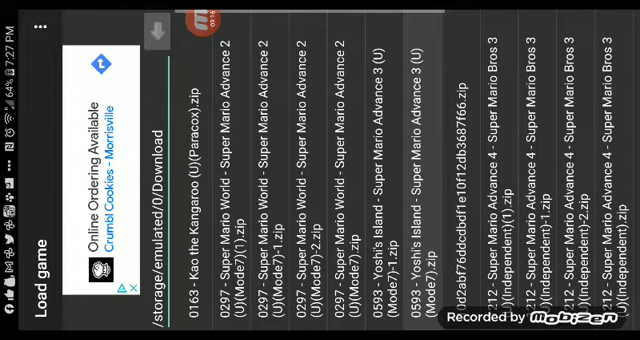 7:27 PM
64%
Load game
Online Ordering Available
Crumbl Cookies - Morrisville
/storage/emulated/0/Download
09:16
0163 - Kao the Kangaroo (U)(Paracox).zip
0297 - Super Mario World - Super Mario Advance 2
(U)(Mode7)(1).zip
0297 - Super Mario World - Super Mario Advance 2
(U)(Mode7)-1.zip
0297 - Super Mario World - Super Mario Advance 2
(U)(Mode7)-2.zip
0297 - Super Mario World - Super Mario Advance 2
(U)(Mode7).zip
0593 - Yoshi's Island - Super Mario Advance 3 (U)
(Mode7)-1.zip
0593 - Yoshi's Island - Super Mario Advance 3 (U)
(Mode7).zip
0d2abf76ddcdbdf1e10f12db3687f66.zip
212 - Super Mario Advance 4 - Super Mario Bros 3
U)(Independent)(1).zip
212 - Super Mario Advance 4 - Super Mario Bros 3
U)(Independent)-1.zip
212 - Super Mario Advance 4 - Super Mario Bros 3
U)(Independent)-2.zip
212 - Super Mario Advance 4 - Super Mario Bros 3
U)(Independent).zip
Recorded by mobizen